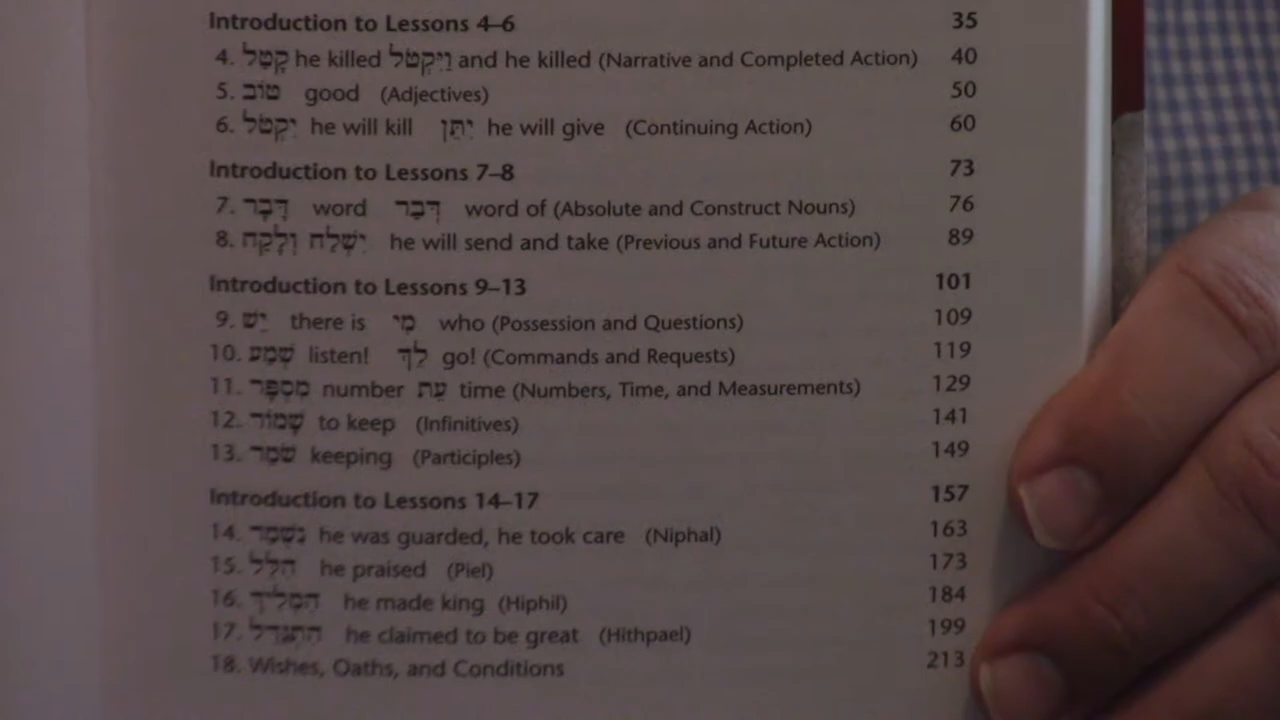 Introduction to Lessons 4–6 35
4. קָטַל he killed וַיִּקְטֹל and he killed (Narrative and Completed Action) 40
5. טוֹב good (Adjectives) 50
6. יִקְטֹל he will kill יִתֵּן he will give (Continuing Action) 60
Introduction to Lessons 7–8 73
7. דָּבָר word דְּבַר word of (Absolute and Construct Nouns) 76
8. יִשְׁלַח וְלָקַח he will send and take (Previous and Future Action) 89
Introduction to Lessons 9–13 101
9. יֵשׁ there is מִי who (Possession and Questions) 109
10. שְׁמַע listen! לֵךְ go! (Commands and Requests) 119
11. מִסְפָּר number עֵת time (Numbers, Time, and Measurements) 129
12. שָׁמוֹר to keep (Infinitives) 141
13. שֹׁמֵר keeping (Participles) 149
Introduction to Lessons 14–17 157
14. נִשְׁמַר he was guarded, he took care (Niphal) 163
15. הִלֵּל he praised (Piel) 173
16. הִמְלִיךְ he made king (Hiphil) 184
17. הִתְגַּדֵּל he claimed to be great (Hithpael) 199
18. Wishes, Oaths, and Conditions 213